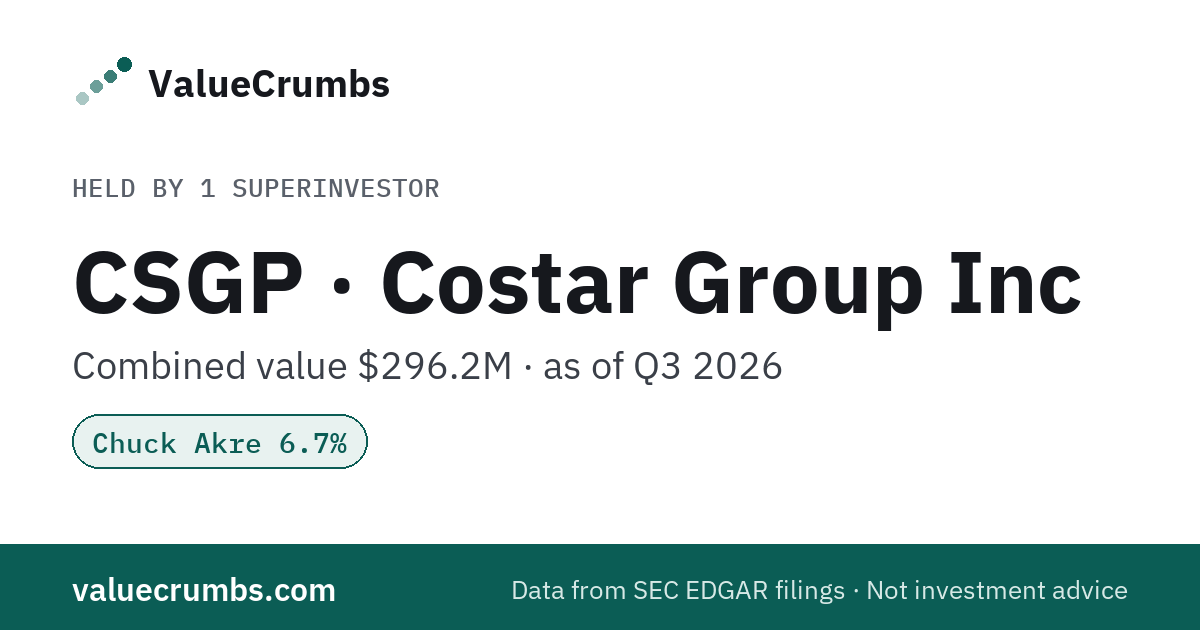 ValueCrumbs
HELD BY 1 SUPERINVESTOR
CSGP · Costar Group Inc
Combined value $296.2M · as of Q3 2026
Chuck Akre 6.7%
valuecrumbs.com
Data from SEC EDGAR filings · Not investment advice